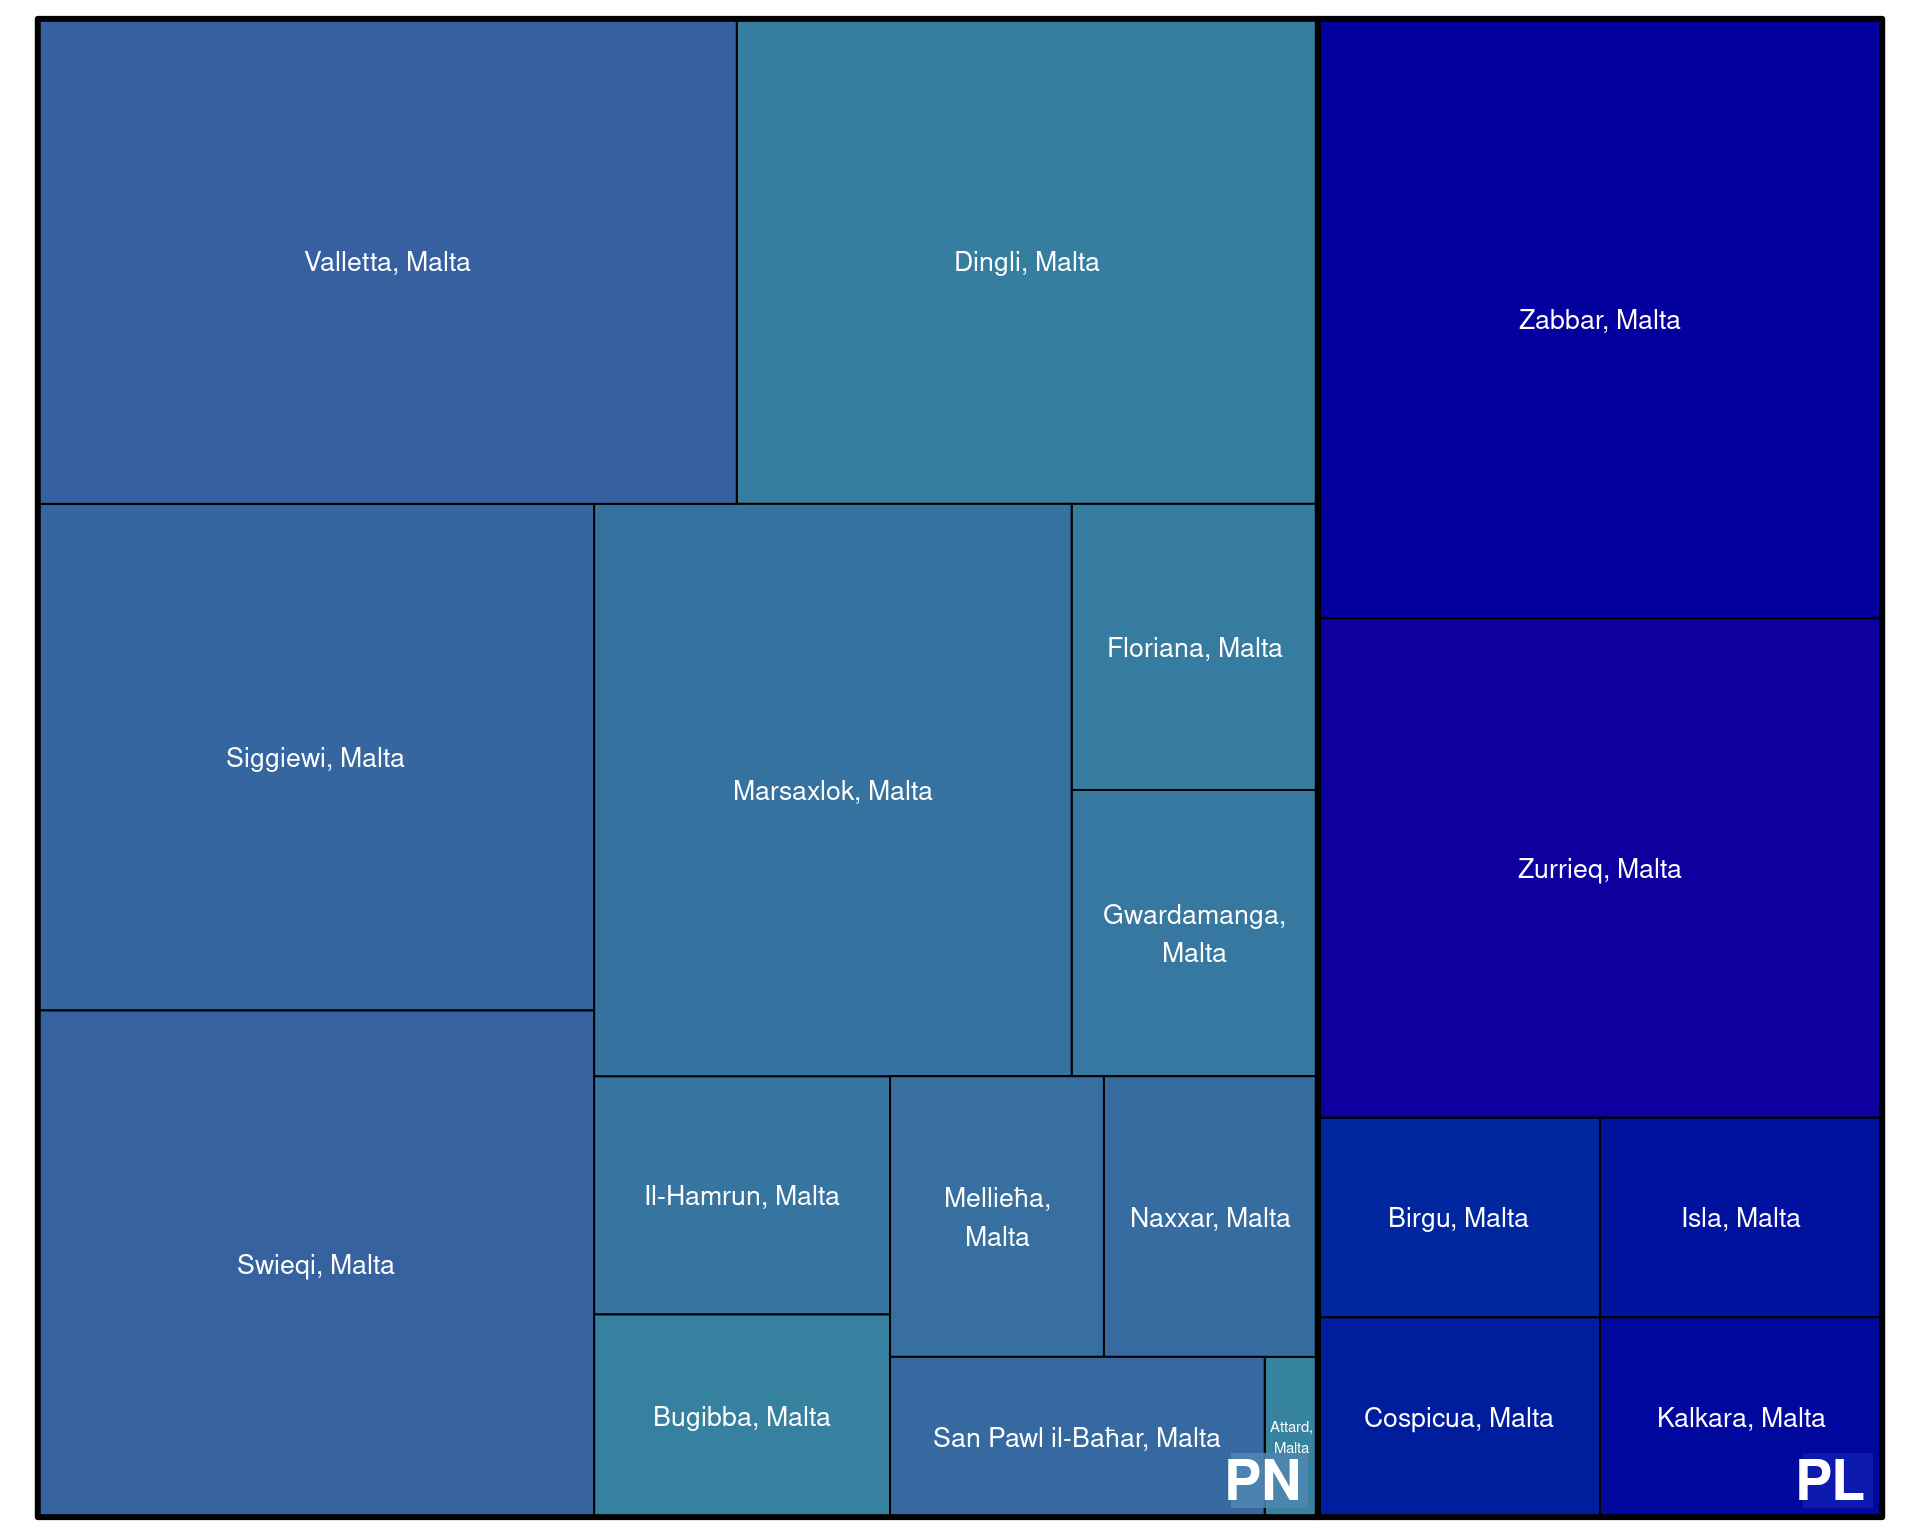 Valletta, Malta
Dingli, Malta
Zabbar, Malta
Siggiewi, Malta
Marsaxlok, Malta
Floriana, Malta
Gwardamanga,
Malta
Zurrieq, Malta
Swieqi, Malta
Il-Hamrun, Malta
Mellieħa,
Malta
Naxxar, Malta
Birgu, Malta
Isla, Malta
Bugibba, Malta
San Pawl il-Baħar, Malta
Attard,
Malta
Cospicua, Malta
Kalkara, Malta
PN
PL